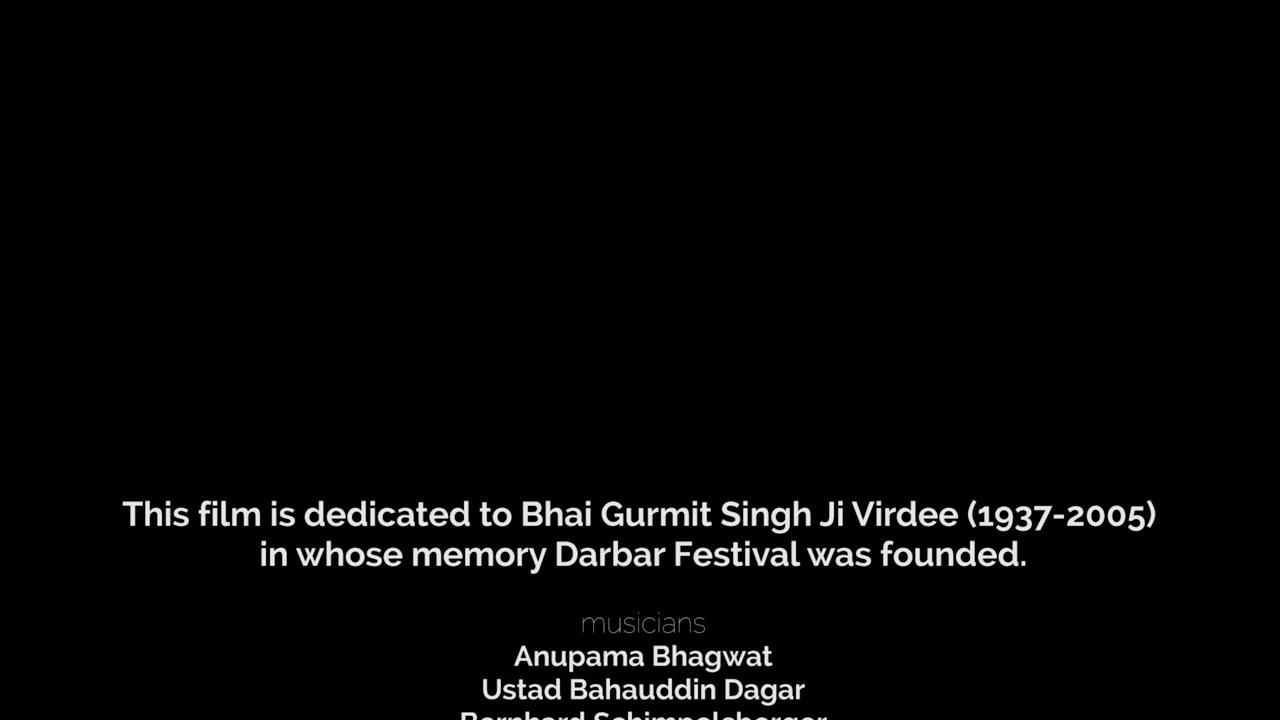 This film is dedicated to Bhai Gurmit Singh Ji Virdee (1937-2005)
in whose memory Darbar Festival was founded.
musicians
Anupama Bhagwat
Ustad Bahauddin Dagar